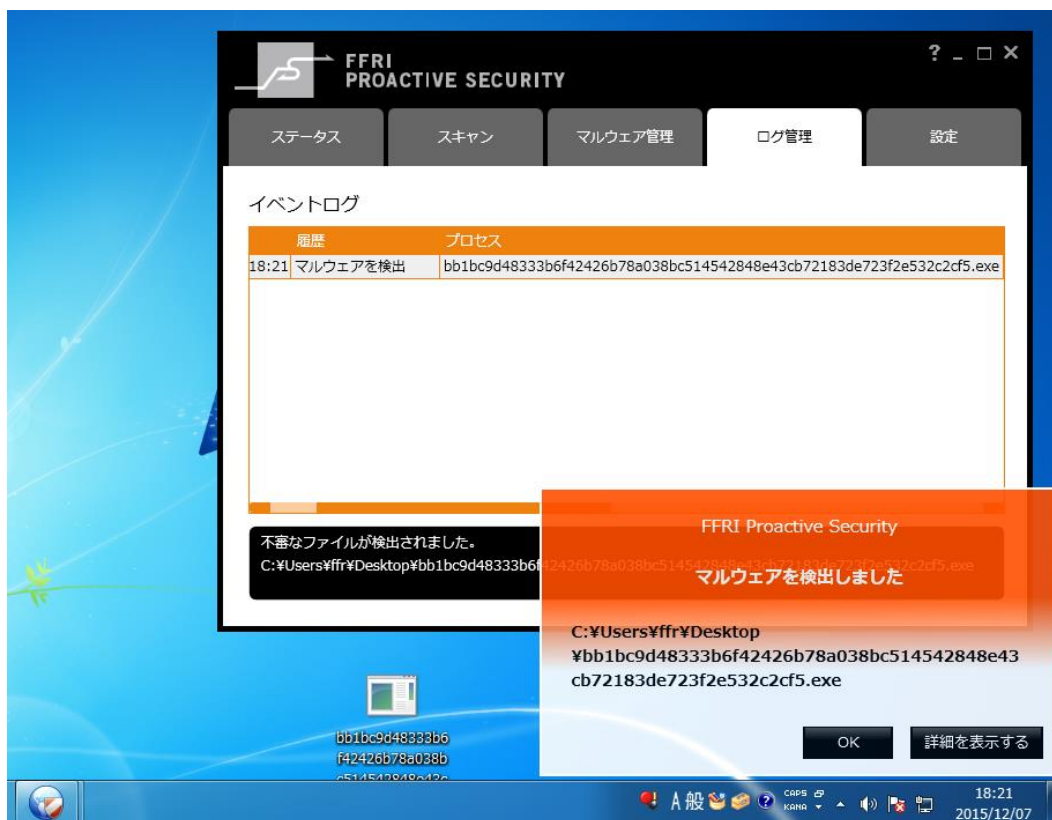 FFRI
PROACTIVE SECURITY
ステータス
スキャン
マルウェア管理
ログ管理
設定
イベントログ
履歴
プロセス
18:21 マルウェアを検出 bb1bc9d48333b6f42426b78a038bc514542848e43cb72183de723f2e532c2cf5.exe
不審なファイルが検出されました。
C:¥Users¥ffr¥Desktop¥bb1bc9d48333b6f42426b78a038bc514542848e43cb72183de723f2e532c2cf5.exe
FFRI Proactive Security
マルウェアを検出しました
C:¥Users¥ffr¥Desktop
¥bb1bc9d48333b6f42426b78a038bc514542848e43
cb72183de723f2e532c2cf5.exe
OK
詳細を表示する
bb1bc9d48333b6
f42426b78a038b
c514542848e43c
A 般
CAPS
KANA
18:21
2015/12/07